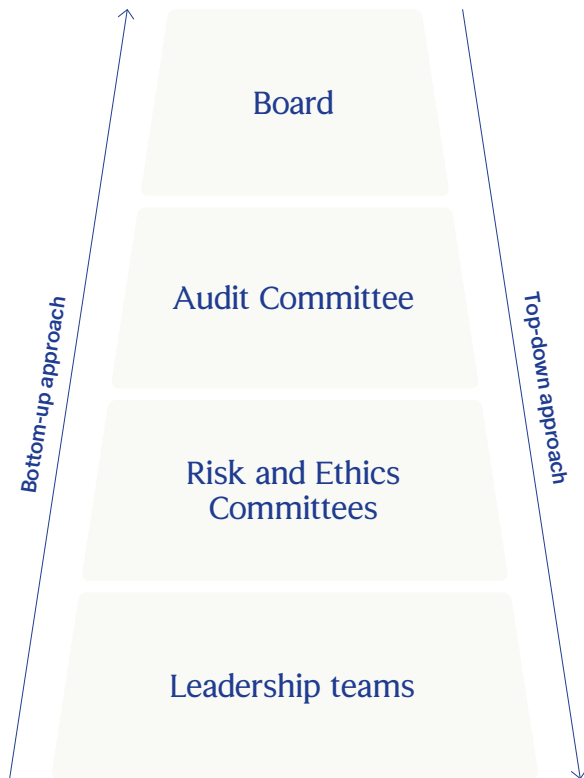 Board
Audit Committee
Bottom-up approach
Top-down approach
Risk and Ethics
Committees
Leadership teams